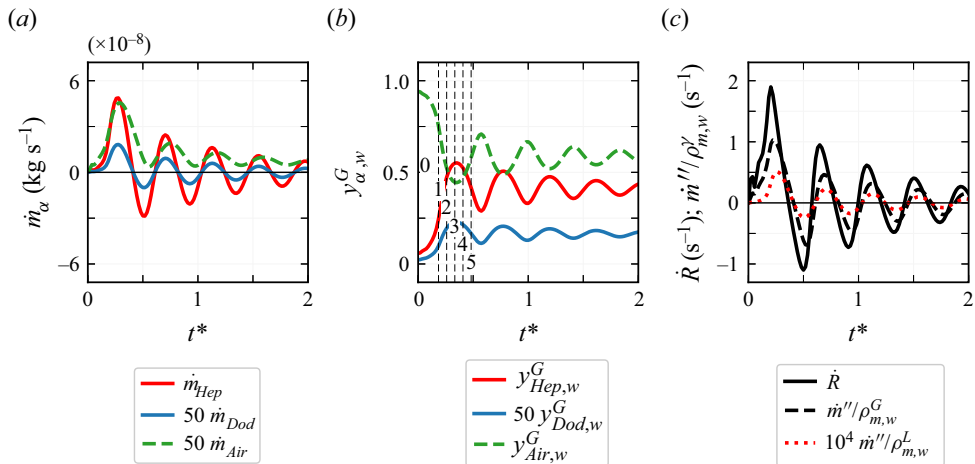 (a)
(b)
(c)
(×10⁻⁸)
6
0
−6
ṁ_α (kg s⁻¹)
0
1
2
t*
ṁ_Hep
50 ṁ_Dod
50 ṁ_Air
1.0
0.5
0
y^G_α,w
0
1
2
3
4
5
0
1
2
t*
y^G_Hep,w
50 y^G_Dod,w
y^G_Air,w
2
1
0
−1
Ṙ (s⁻¹); ṁ″/ρ^γ_m,w (s⁻¹)
0
1
2
t*
Ṙ
ṁ″/ρ^G_m,w
10⁴ ṁ″/ρ^L_m,w